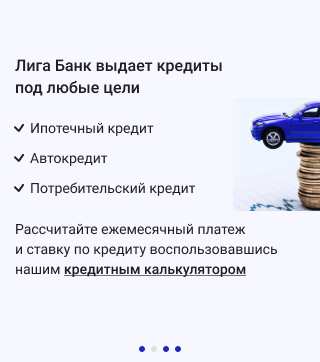 Лига Банк выдает кредиты
под любые цели
Ипотечный кредит
Автокредит
Потребительский кредит
Рассчитайте ежемесячный платеж
и ставку по кредиту воспользовавшись
нашим кредитным калькулятором